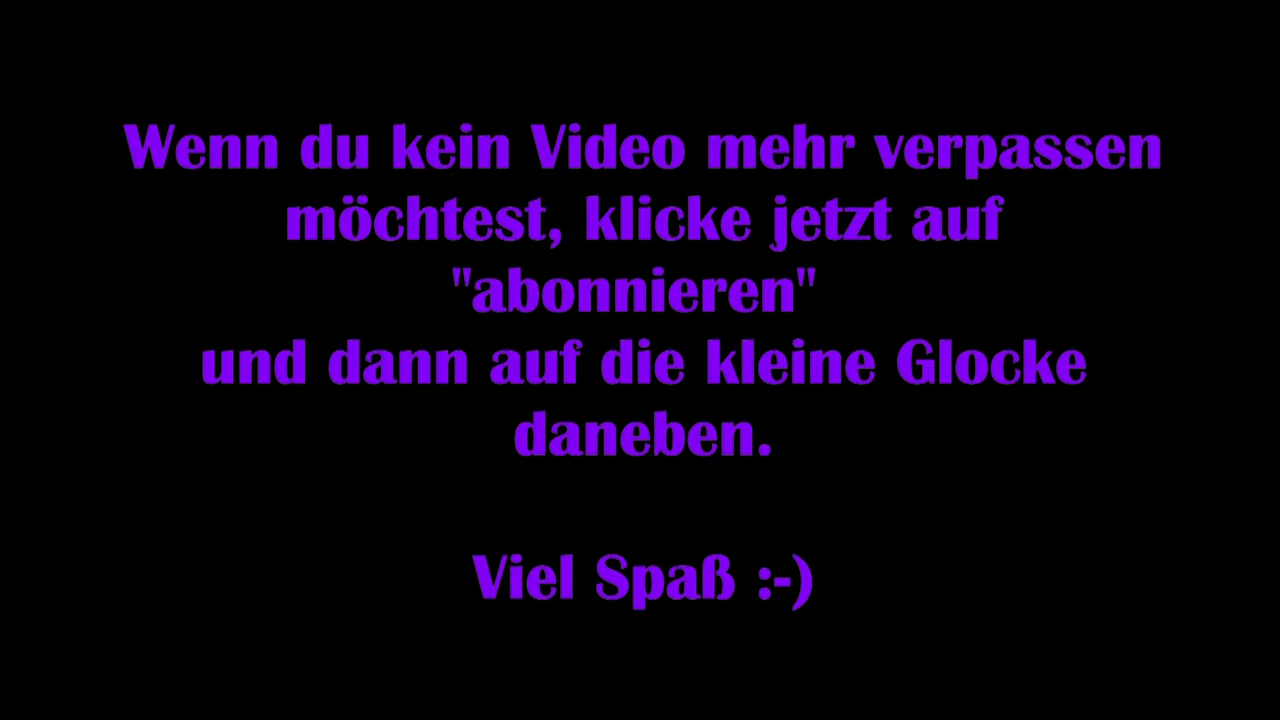 Wenn du kein Video mehr verpassen
möchtest, klicke jetzt auf
"abonnieren"
und dann auf die kleine Glocke
daneben.
Viel Spaß :-)